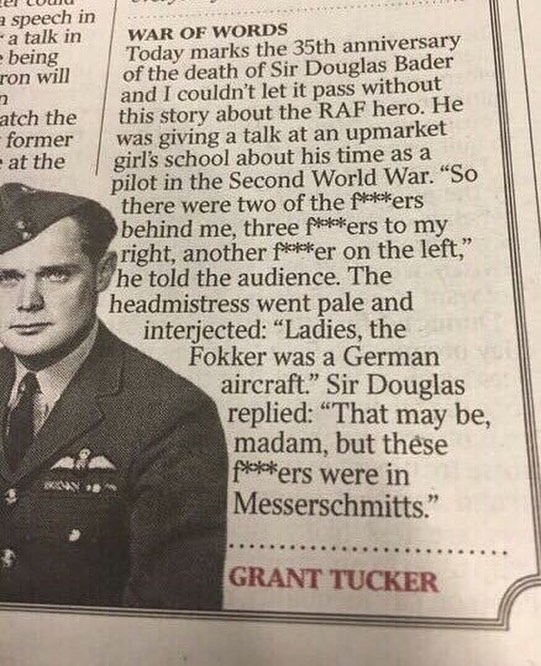 a speech in
a talk in
being
ron will
n
atch the
former
at the
WAR OF WORDS
Today marks the 35th anniversary
of the death of Sir Douglas Bader
and I couldn't let it pass without
this story about the RAF hero. He
was giving a talk at an upmarket
girl's school about his time as a
pilot in the Second World War. “So
there were two of the f***ers
behind me, three f***ers to my
right, another f***er on the left,”
he told the audience. The
headmistress went pale and
interjected: “Ladies, the
Fokker was a German
aircraft.” Sir Douglas
replied: “That may be,
madam, but these
f***ers were in
Messerschmitts.”
GRANT TUCKER